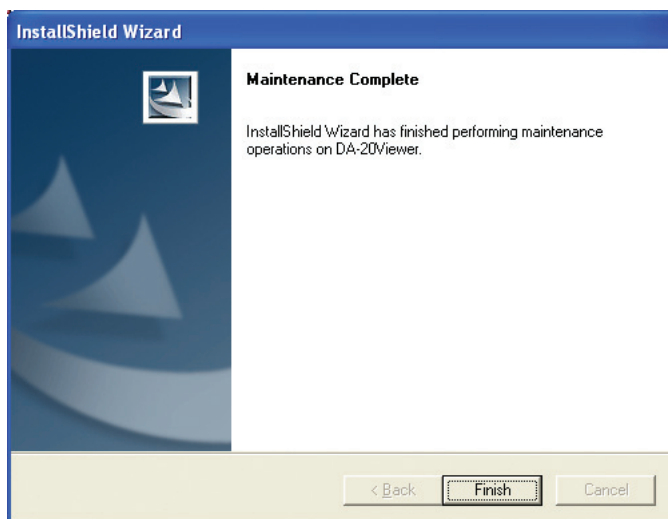 InstallShield Wizard
Maintenance Complete
InstallShield Wizard has finished performing maintenance
operations on DA-20Viewer.
< Back
Finish
Cancel